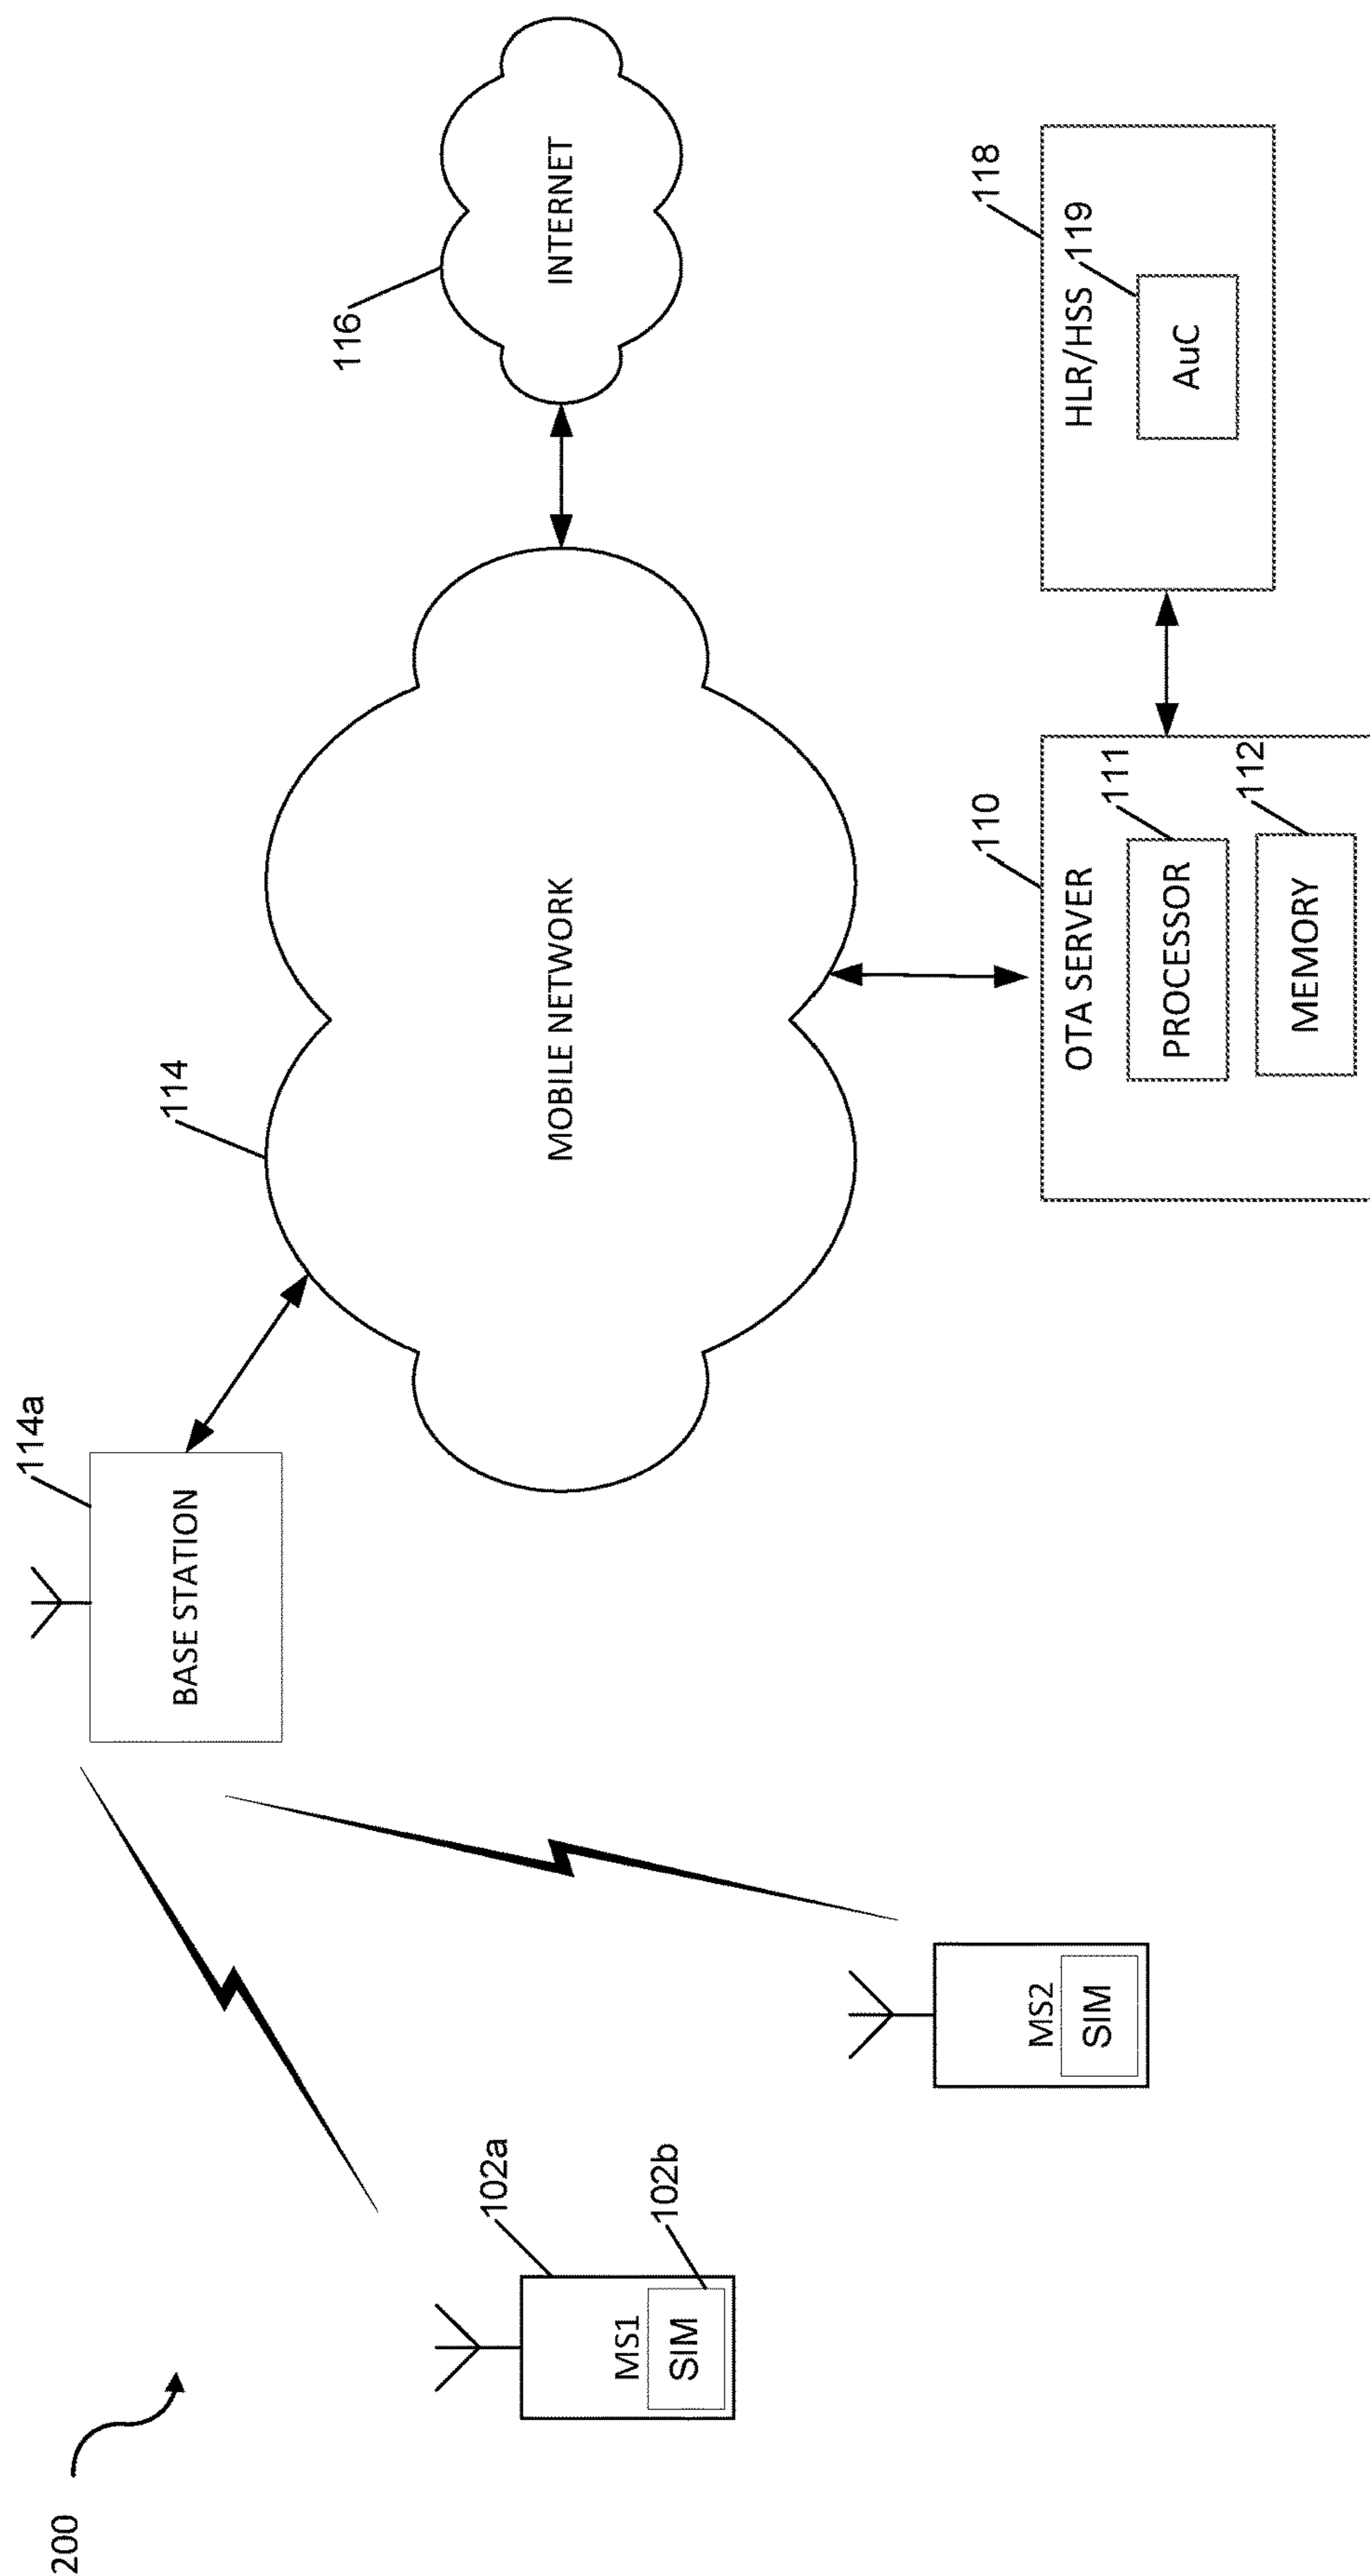 200
114a
BASE STATION
114
MOBILE NETWORK
116
INTERNET
102a
MS1
102b
SIM
MS2
SIM
110
OTA SERVER
111
PROCESSOR
112
MEMORY
118
HLR/HSS
119
AuC